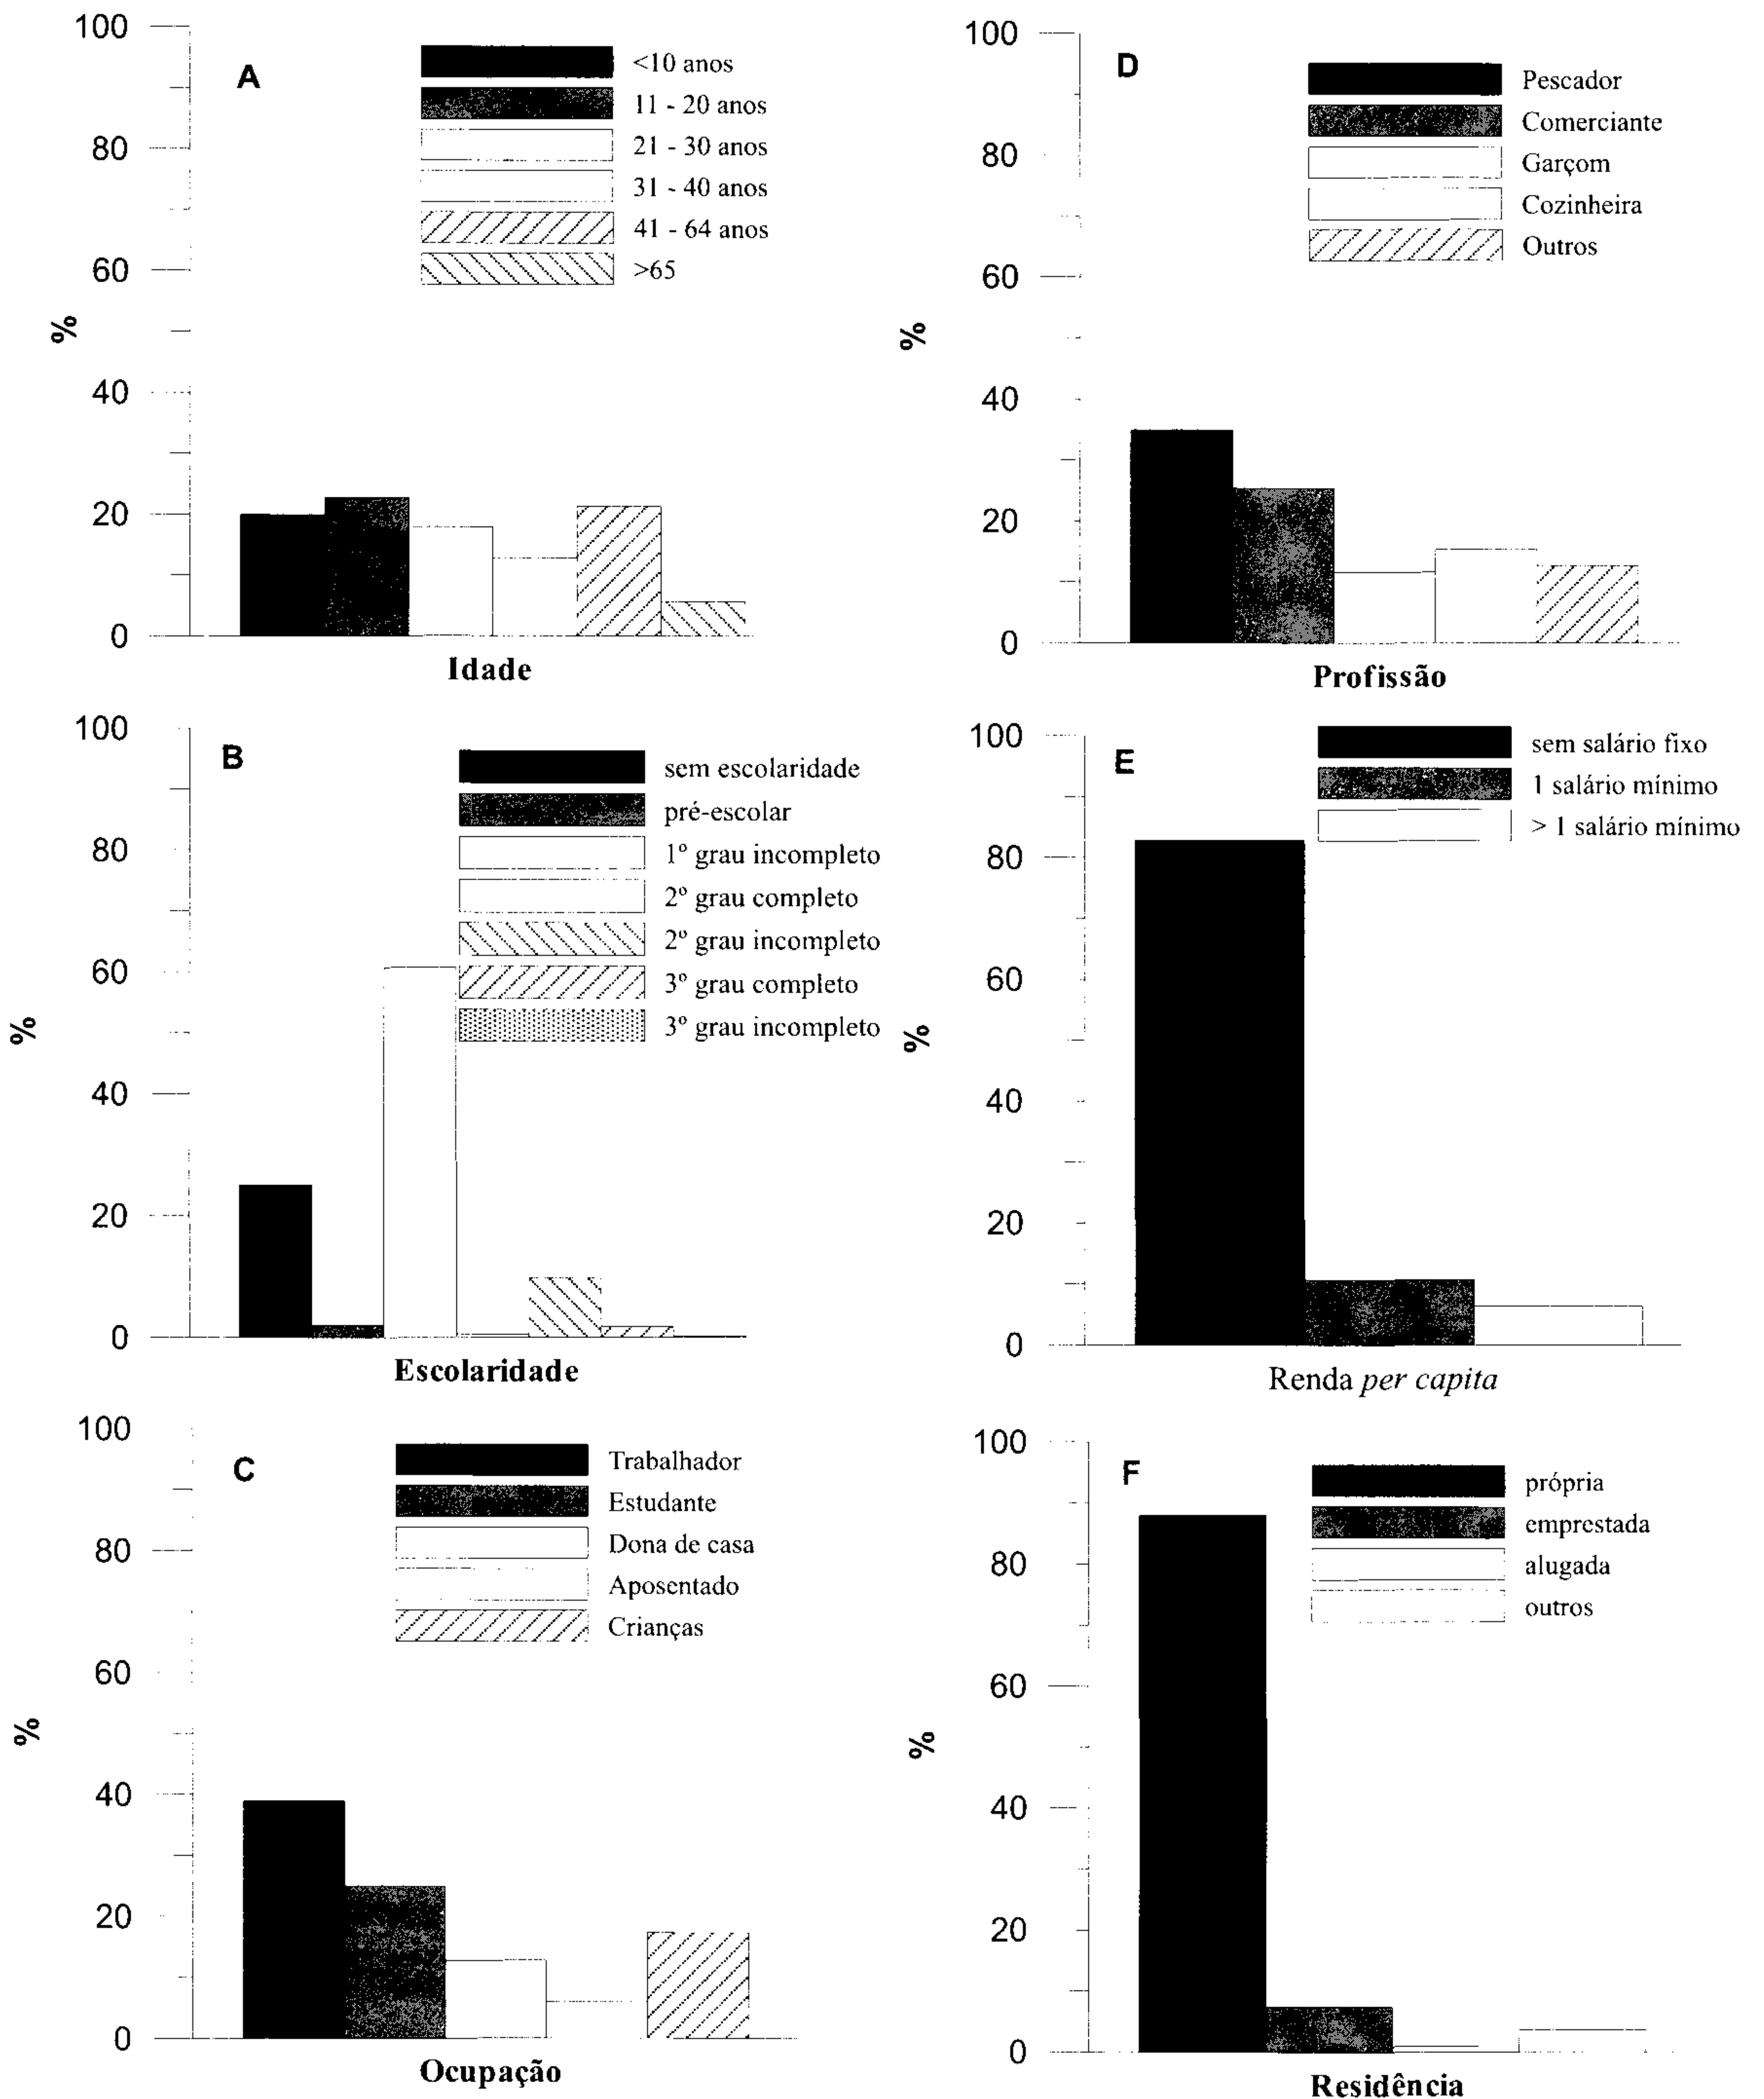 A
100
80
60
40
20
0
%
<10 anos
11 - 20 anos
21 - 30 anos
31 - 40 anos
41 - 64 anos
>65
Idade
D
100
80
60
40
20
0
%
Pescador
Comerciante
Garçom
Cozinheira
Outros
Profissão
B
100
80
60
40
20
0
%
sem escolaridade
pré-escolar
1º grau incompleto
2º grau completo
2º grau incompleto
3º grau completo
3º grau incompleto
Escolaridade
E
100
80
60
40
20
0
%
sem salário fixo
1 salário mínimo
> 1 salário mínimo
Renda per capita
C
100
80
60
40
20
0
%
Trabalhador
Estudante
Dona de casa
Aposentado
Crianças
Ocupação
F
100
80
60
40
20
0
%
própria
emprestada
alugada
outros
Residência